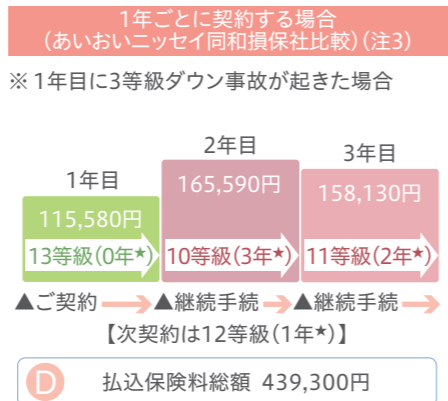 1年ごとに契約する場合
(あいおいニッセイ同和損保社比較)(注3)
※1年目に3等級ダウン事故が起きた場合
1年目 2年目 3年目
115,580円 165,590円 158,130円
13等級(0年★) 10等級(3年★) 11等級(2年★)
▲ご契約 ▲継続手続 ▲継続手続
【次契約は12等級(1年★)】
D 払込保険料総額 439,300円